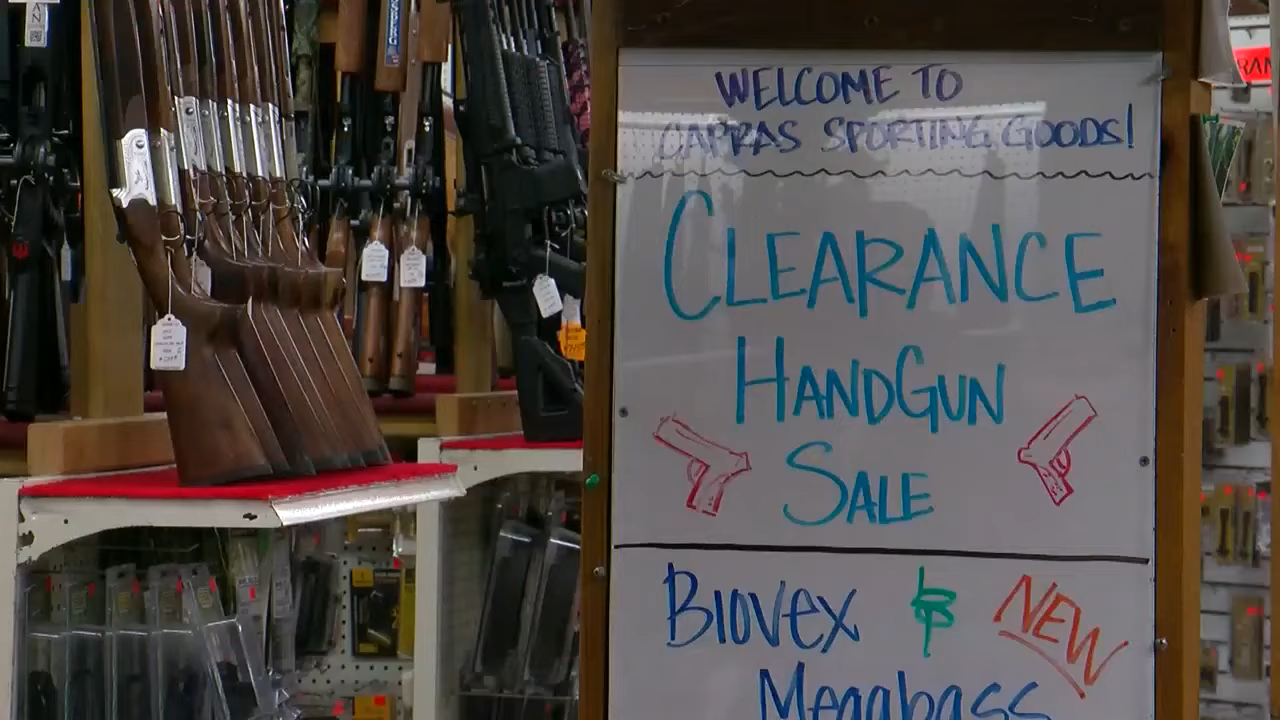 WELCOME TO
CAPRAS SPORTING GOODS!
CLEARANCE
HANDGUN
SALE
BIOVEX & NEW
Megabass